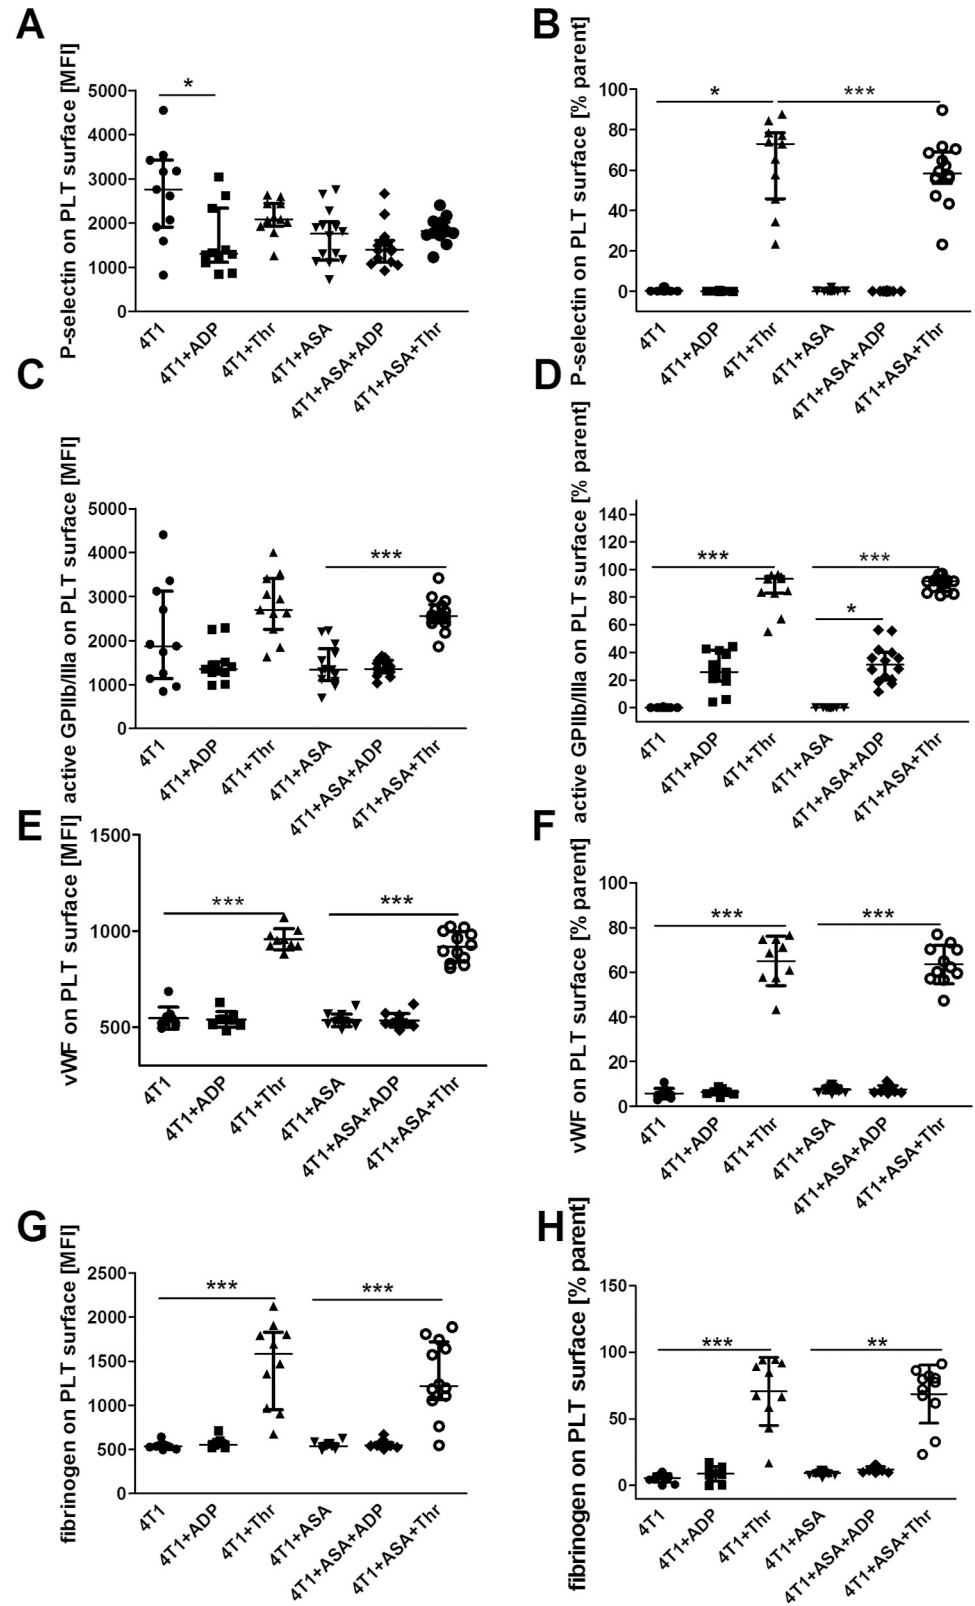 A
P-selectin on PLT surface [MFI]
5000
4000
3000
2000
1000
0
*
4T1
4T1+ADP
4T1+Thr
4T1+ASA
4T1+ASA+ADP
4T1+ASA+Thr
B
P-selectin on PLT surface [% parent]
100
80
60
40
20
0
*
***
4T1
4T1+ADP
4T1+Thr
4T1+ASA
4T1+ASA+ADP
4T1+ASA+Thr
C
active GPIIb/IIIa on PLT surface [MFI]
5000
4000
3000
2000
1000
0
***
4T1
4T1+ADP
4T1+Thr
4T1+ASA
4T1+ASA+ADP
4T1+ASA+Thr
D
active GPIIb/IIIa on PLT surface [% parent]
140
120
100
80
60
40
20
0
***
***
*
4T1
4T1+ADP
4T1+Thr
4T1+ASA
4T1+ASA+ADP
4T1+ASA+Thr
E
vWF on PLT surface [MFI]
1500
1000
500
***
***
4T1
4T1+ADP
4T1+Thr
4T1+ASA
4T1+ASA+ADP
4T1+ASA+Thr
F
vWF on PLT surface [% parent]
100
80
60
40
20
0
***
***
4T1
4T1+ADP
4T1+Thr
4T1+ASA
4T1+ASA+ADP
4T1+ASA+Thr
G
fibrinogen on PLT surface [MFI]
2500
2000
1500
1000
500
0
***
***
4T1
4T1+ADP
4T1+Thr
4T1+ASA
4T1+ASA+ADP
4T1+ASA+Thr
H
fibrinogen on PLT surface [% parent]
150
100
50
0
***
**
4T1
4T1+ADP
4T1+Thr
4T1+ASA
4T1+ASA+ADP
4T1+ASA+Thr